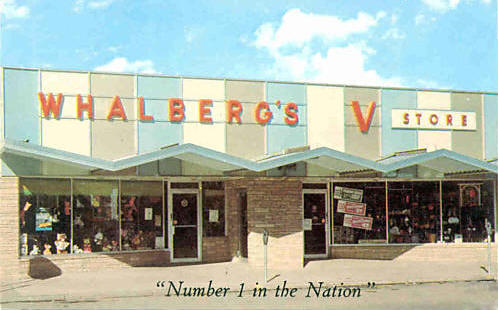 WHALBERG'S V STORE
"Number 1 in the Nation"